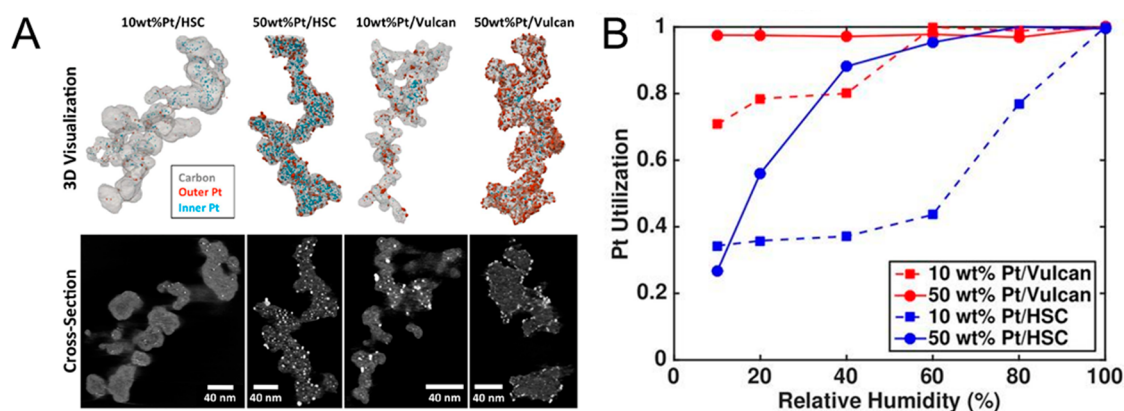 A
10wt%Pt/HSC 50wt%Pt/HSC 10wt%Pt/Vulcan 50wt%Pt/Vulcan
3D Visualization
Carbon
Outer Pt
Inner Pt
Cross-Section
40 nm 40 nm 40 nm 40 nm
B
1
0.8
0.6
0.4
0.2
0
Pt Utilization
10 wt% Pt/Vulcan
50 wt% Pt/Vulcan
10 wt% Pt/HSC
50 wt% Pt/HSC
0 20 40 60 80 100
Relative Humidity (%)